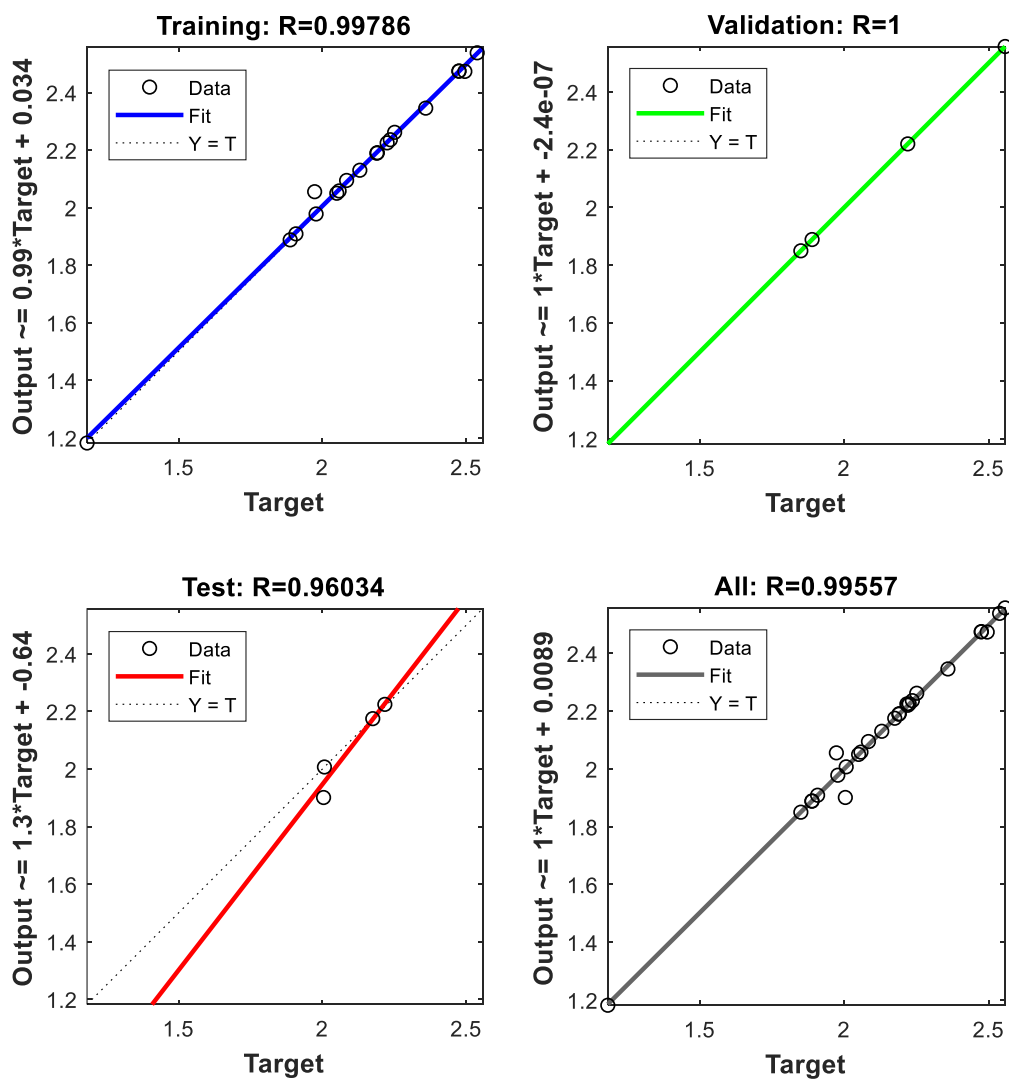 Training: R=0.99786
Output ~= 0.99*Target + 0.034
Data
Fit
Y = T
2.4
2.2
2
1.8
1.6
1.4
1.2
1.5
2
2.5
Target
Validation: R=1
Output ~= 1*Target + -2.4e-07
Data
Fit
Y = T
2.4
2.2
2
1.8
1.6
1.4
1.2
1.5
2
2.5
Target
Test: R=0.96034
Output ~= 1.3*Target + -0.64
Data
Fit
Y = T
2.4
2.2
2
1.8
1.6
1.4
1.2
1.5
2
2.5
Target
All: R=0.99557
Output ~= 1*Target + 0.0089
Data
Fit
Y = T
2.4
2.2
2
1.8
1.6
1.4
1.2
1.5
2
2.5
Target